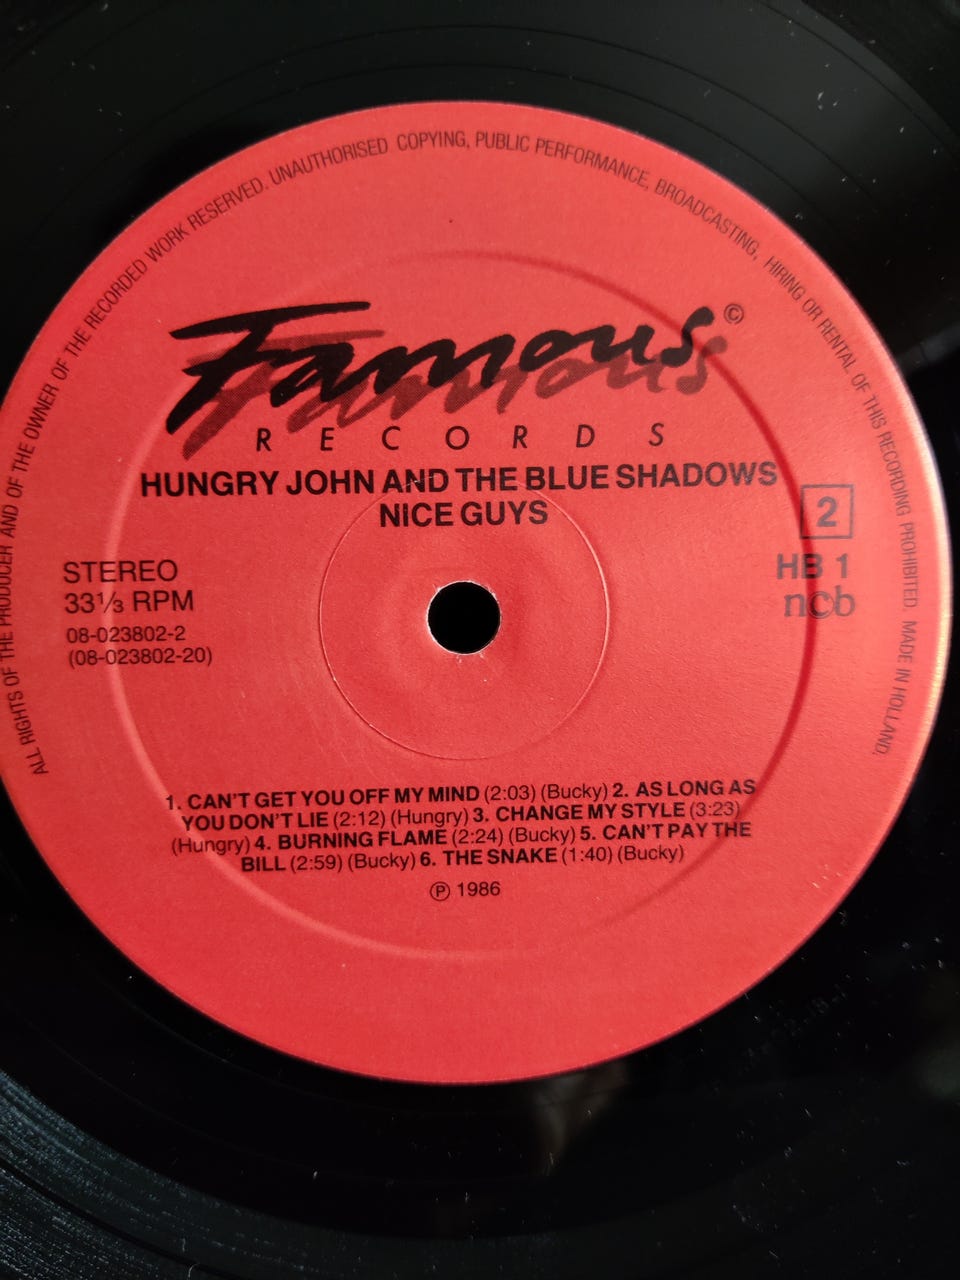 ALL RIGHTS OF THE PRODUCER AND OF THE OWNER OF THE RECORDED WORK RESERVED. UNAUTHORISED COPYING, PUBLIC PERFORMANCE, BROADCASTING, HIRING OR RENTAL OF THIS RECORDING PROHIBITED. MADE IN HOLLAND.
Famous ©
RECORDS
HUNGRY JOHN AND THE BLUE SHADOWS
NICE GUYS
2
STEREO
33⅓ RPM
08-023802-2
(08-023802-20)
HB 1
ncb
1. CAN'T GET YOU OFF MY MIND (2:03) (Bucky) 2. AS LONG AS
YOU DON'T LIE (2:12) (Hungry) 3. CHANGE MY STYLE (3:23)
(Hungry) 4. BURNING FLAME (2:24) (Bucky) 5. CAN'T PAY THE
BILL (2:59) (Bucky) 6. THE SNAKE (1:40) (Bucky)
℗ 1986